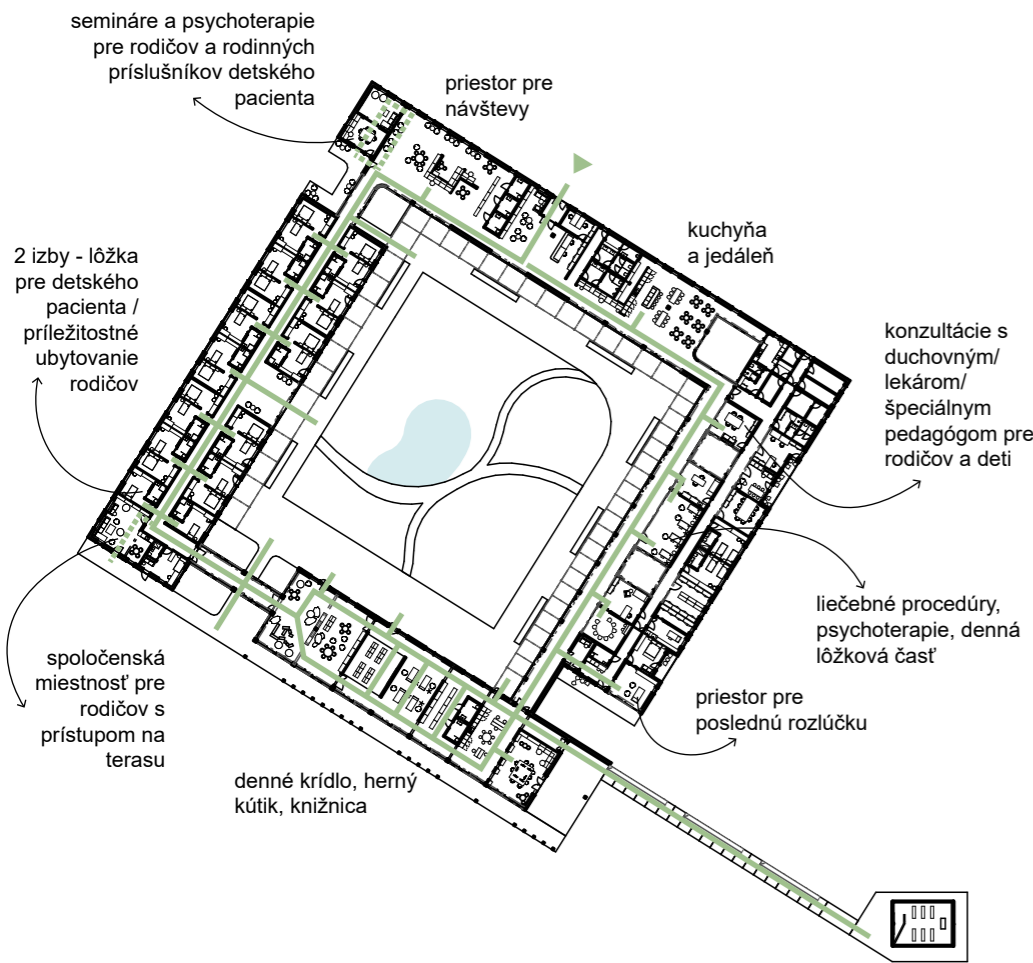 semináre a psychoterapie
pre rodičov a rodinných
príslušníkov detského
pacienta
priestor pre
návštevy
kuchyňa
a jedáleň
2 izby - lôžka
pre detského
pacienta /
príležitostné
ubytovanie
rodičov
konzultácie s
duchovným/
lekárom/
špeciálnym
pedagógom pre
rodičov a deti
liečebné procedúry,
psychoterapie, denná
lôžková časť
spoločenská
miestnosť pre
rodičov s
prístupom na
terasu
priestor pre
poslednú rozlúčku
denné krídlo, herný
kútik, knižnica